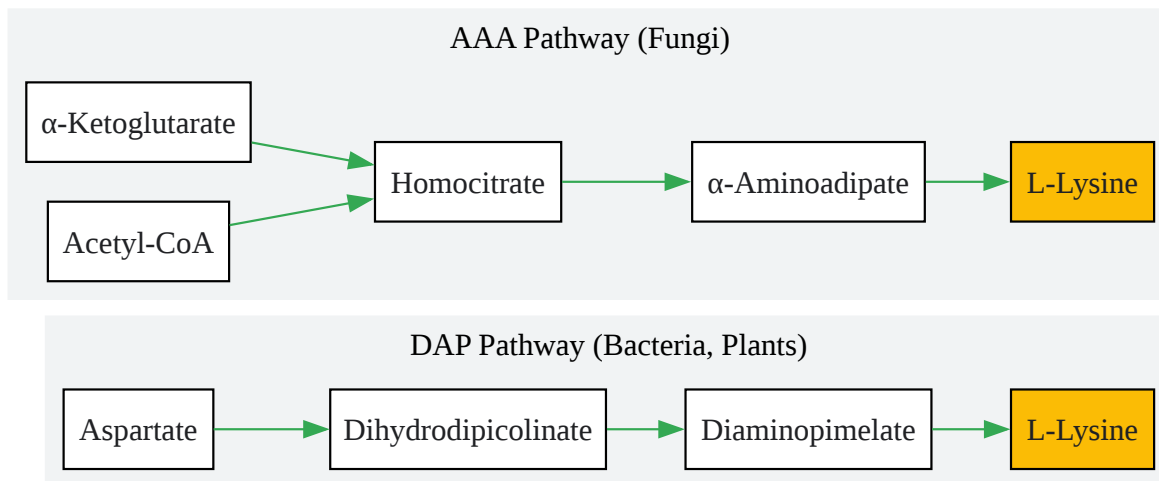 AAA Pathway (Fungi)
α-Ketoglutarate
Acetyl-CoA
Homocitrate
α-Aminoadipate
L-Lysine
DAP Pathway (Bacteria, Plants)
Aspartate
Dihydrodipicolinate
Diaminopimelate
L-Lysine